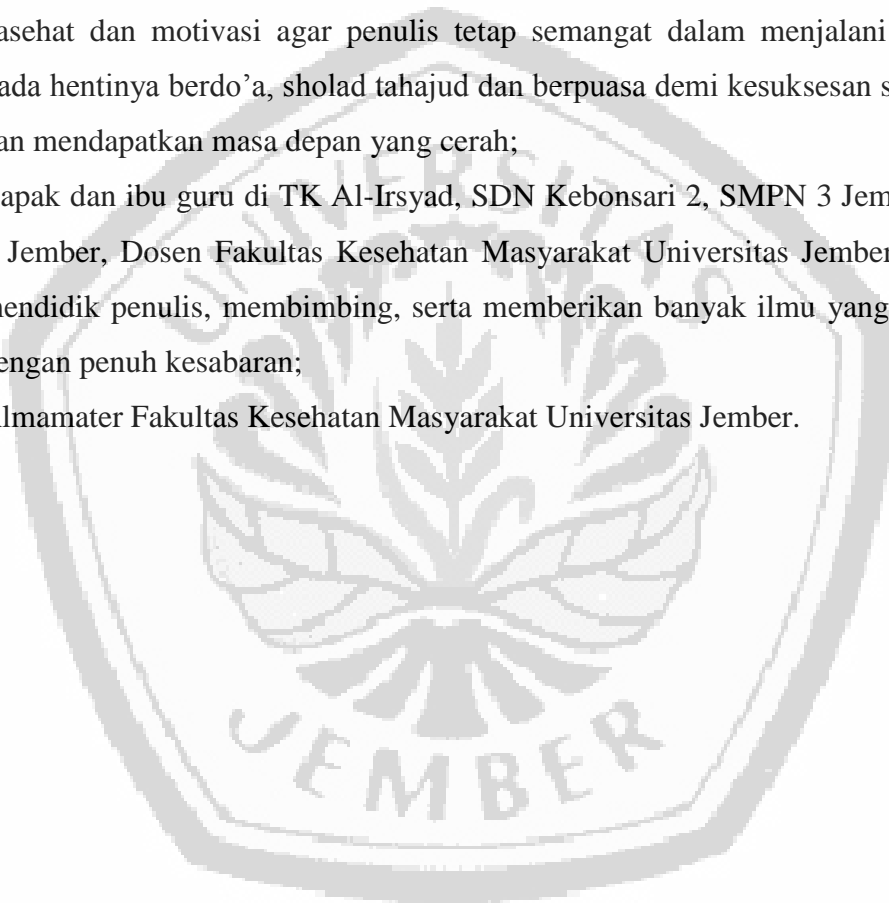 asehat dan motivasi agar penulis tetap semangat dalam menjalani
ada hentinya berdo’a, sholad tahajud dan berpuasa demi kesuksesan s
an mendapatkan masa depan yang cerah;
apak dan ibu guru di TK Al-Irsyad, SDN Kebonsari 2, SMPN 3 Jem
Jember, Dosen Fakultas Kesehatan Masyarakat Universitas Jember
nendidik penulis, membimbing, serta memberikan banyak ilmu yang
engan penuh kesabaran;
lmamater Fakultas Kesehatan Masyarakat Universitas Jember.
UNIVERSITAS
JEMBER